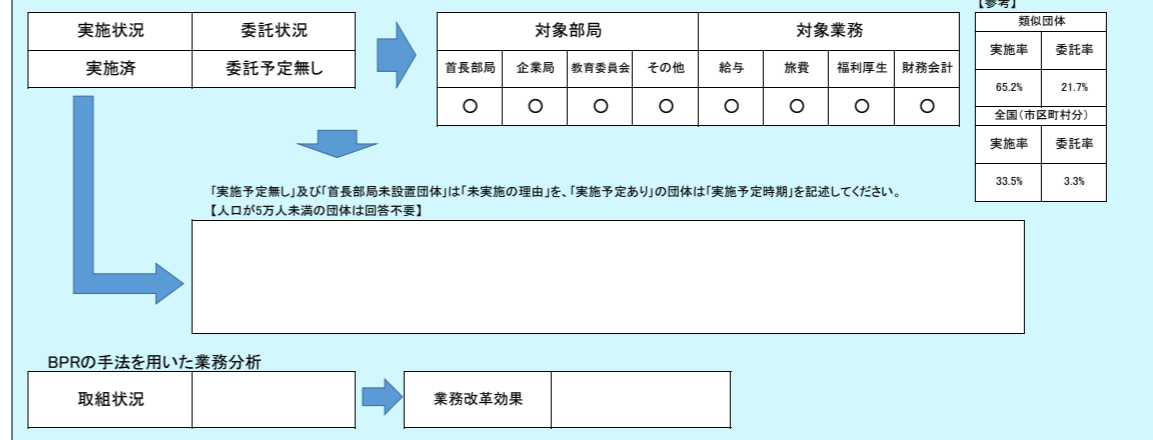 【参考】
実施状況 委託状況 対象部局 対象業務 類似団体
実施済 委託予定無し 首長部局 企業局 教育委員会 その他 給与 旅費 福利厚生 財務会計 実施率 委託率
○ ○ ○ ○ ○ ○ ○ ○ 65.2% 21.7%
全国(市区町村分)
実施率 委託率
33.5% 3.3%
「実施予定無し」及び「首長部局未設置団体」は「未実施の理由」を、「実施予定あり」の団体は「実施予定時期」を記述してください。
【人口が5万人未満の団体は回答不要】
BPRの手法を用いた業務分析
取組状況 業務改革効果